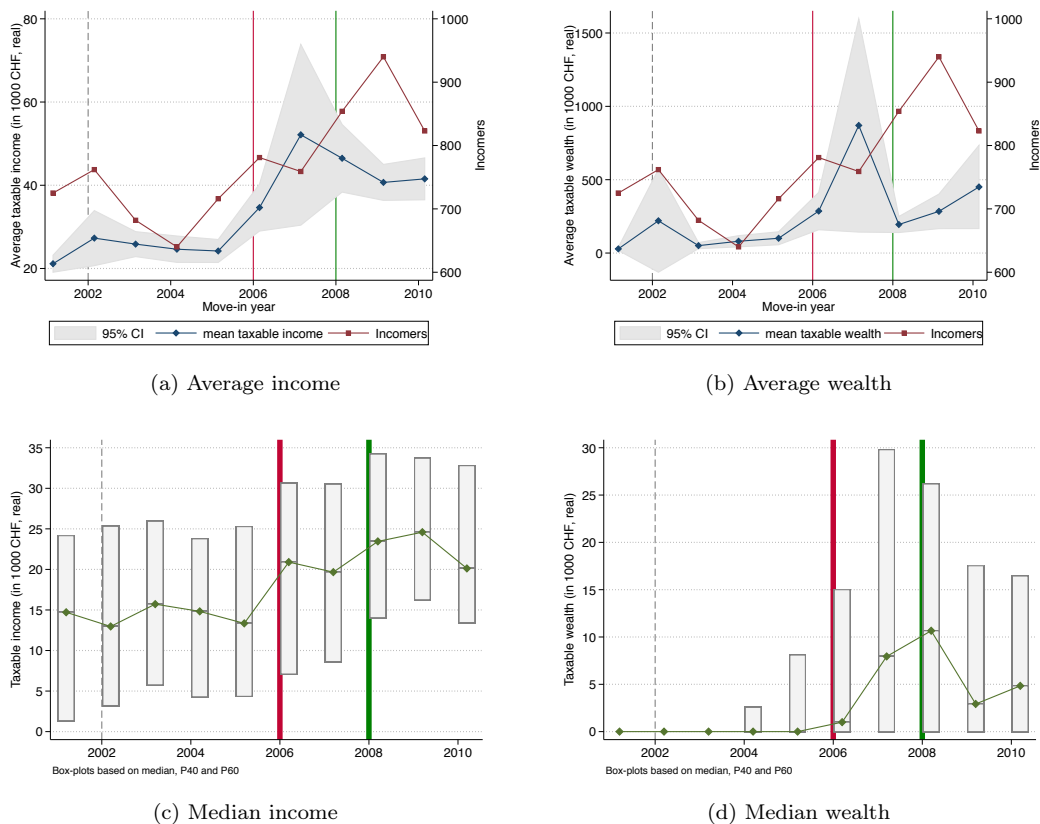 Average taxable income (in 1000 CHF, real)
80
60
40
20
1000
900
800
700
600
Incomers
2002
2004
2006
2008
2010
Move-in year
95% CI
mean taxable income
Incomers
(a) Average income
Average taxable wealth (in 1000 CHF, real)
1500
1000
500
0
1000
900
800
700
600
Incomers
2002
2004
2006
2008
2010
Move-in year
95% CI
mean taxable wealth
Incomers
(b) Average wealth
Taxable income (in 1000 CHF, real)
35
30
25
20
15
10
5
0
2002
2004
2006
2008
2010
Box-plots based on median, P40 and P60
(c) Median income
Taxable wealth (in 1000 CHF, real)
30
25
20
15
10
5
0
2002
2004
2006
2008
2010
Box-plots based on median, P40 and P60
(d) Median wealth